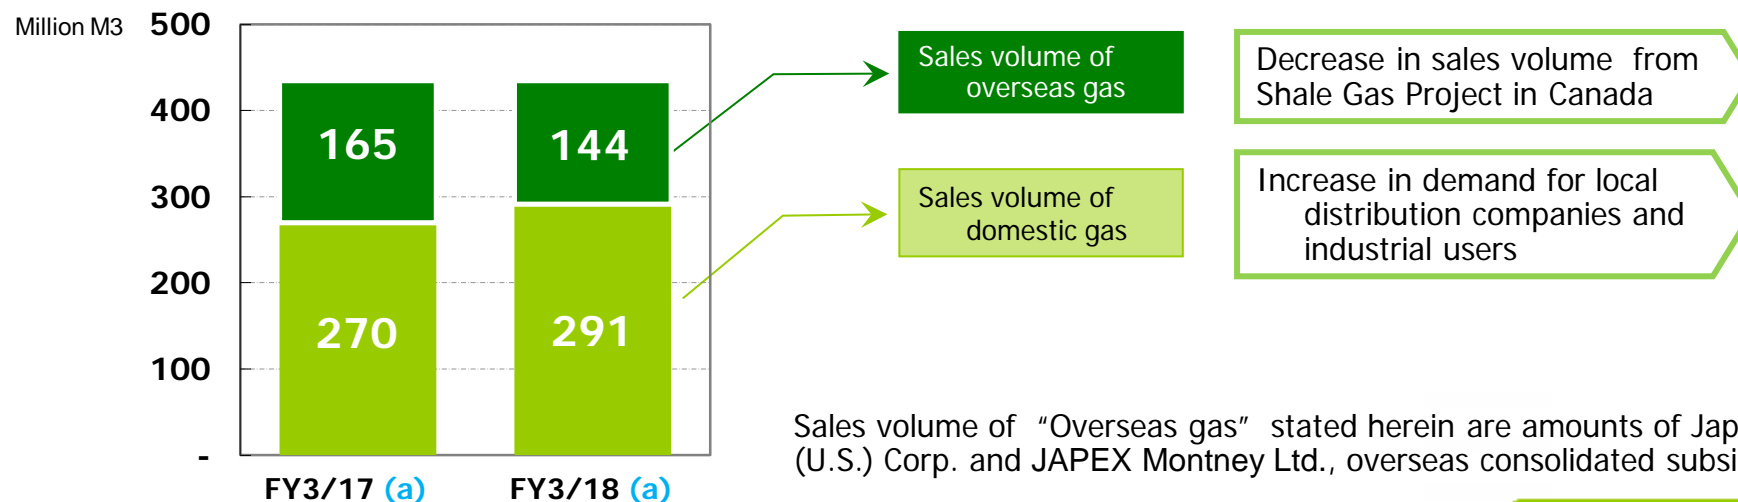 Million M3
500
400
300
200
100
-
165
144
270
291
FY3/17 (a)
FY3/18 (a)
Sales volume of
overseas gas
Decrease in sales volume from
Shale Gas Project in Canada
Sales volume of
domestic gas
Increase in demand for local
distribution companies and
industrial users
Sales volume of “Overseas gas” stated herein are amounts of
(U.S.) Corp. and JAPEX Montney Ltd., overseas consolidated